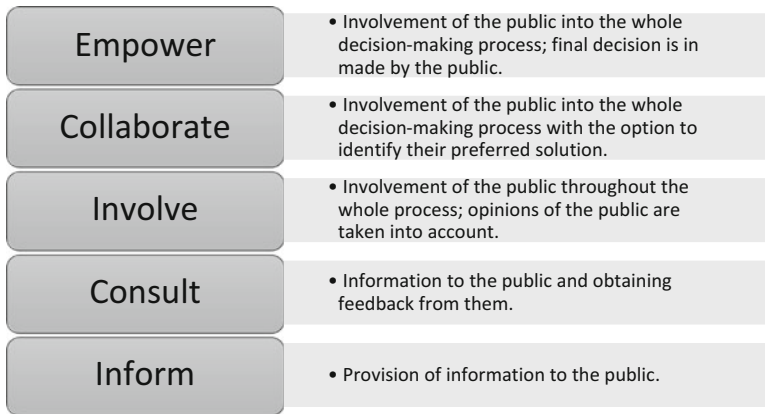 Empower
• Involvement of the public into the whole
decision-making process; final decision is in
made by the public.
Collaborate
• Involvement of the public into the whole
decision-making process with the option to
identify their preferred solution.
Involve
• Involvement of the public throughout the
whole process; opinions of the public are
taken into account.
Consult
• Information to the public and obtaining
feedback from them.
Inform
• Provision of information to the public.